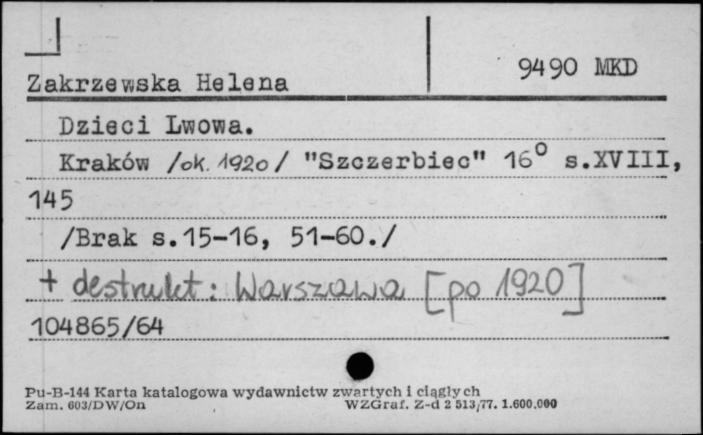 9490 MKD
Zakrzewska Helena
Dzieci Lwowa.
Kraków /ok. 1920/ "Szczerbiec" 16° s.XVIII,
145
/Brak s.15-16, 51-60./
+ destrukt: Warszawa [po 1920]
104865/64
Pu-B-144 Karta katalogowa wydawnictw zwartych i ciągłych
Zam. 603/DW/On WZGraf. Z-d 2 513/77. 1.600.000